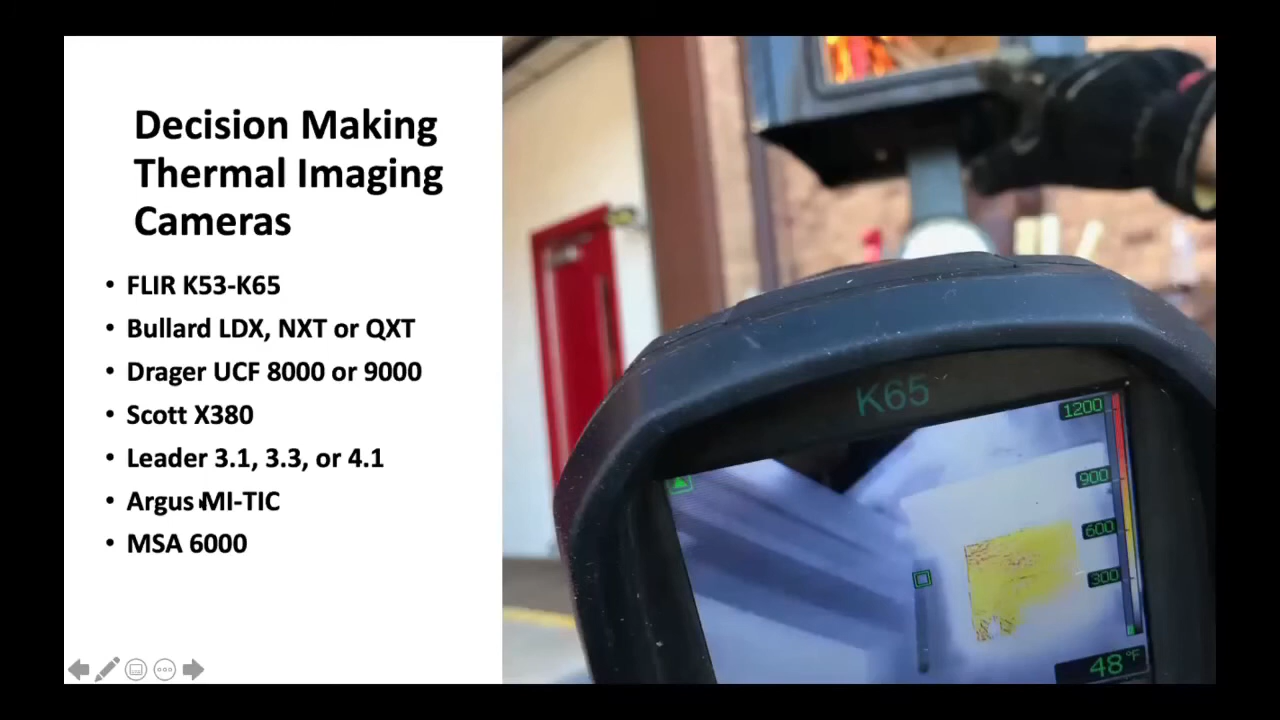 Decision Making
Thermal Imaging
Cameras
• FLIR K53-K65
• Bullard LDX, NXT or QXT
• Drager UCF 8000 or 9000
• Scott X380
• Leader 3.1, 3.3, or 4.1
• Argus MI-TIC
• MSA 6000
K65
1200
900
600
300
48°F